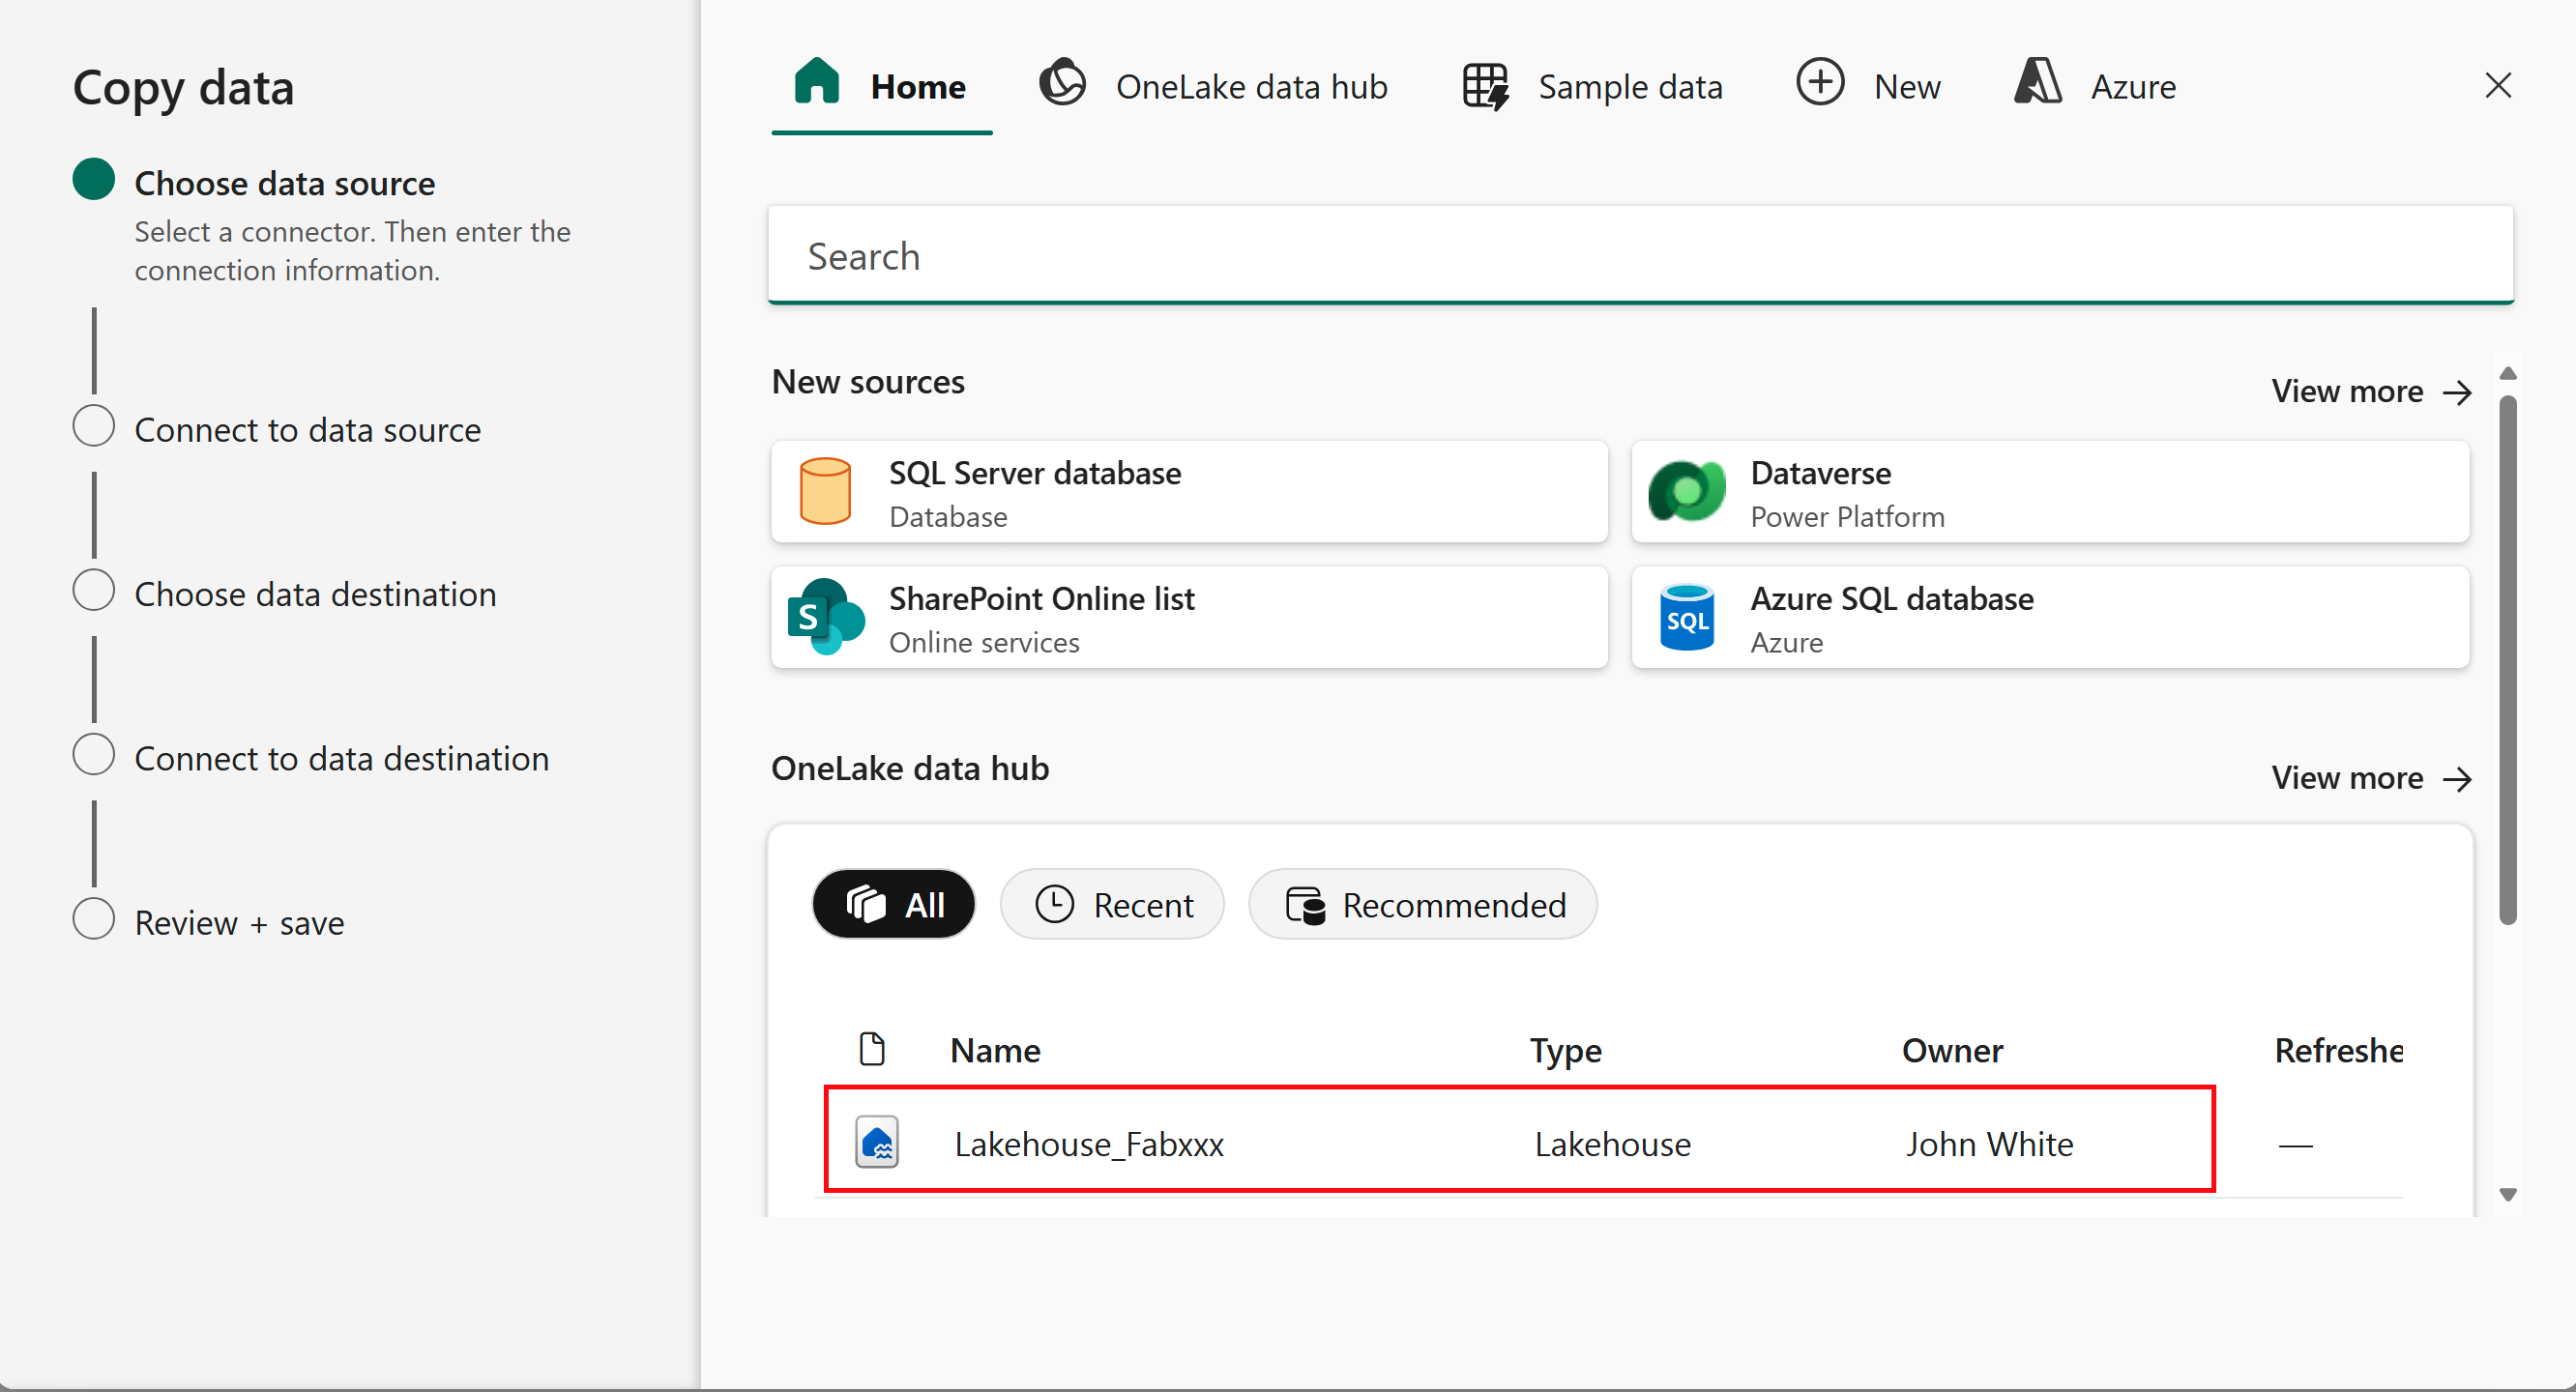 Copy data
Choose data source
Select a connector. Then enter the
connection information.
Connect to data source
Choose data destination
Connect to data destination
Review + save
Home
OneLake data hub
Sample data
New
Azure
Search
New sources
View more
SQL Server database
Database
Dataverse
Power Platform
S
SharePoint Online list
Online services
SQL
Azure SQL database
Azure
OneLake data hub
View more
All
Recent
Recommended
Name Type Owner Refreshe
Lakehouse_Fabxxx Lakehouse John White —